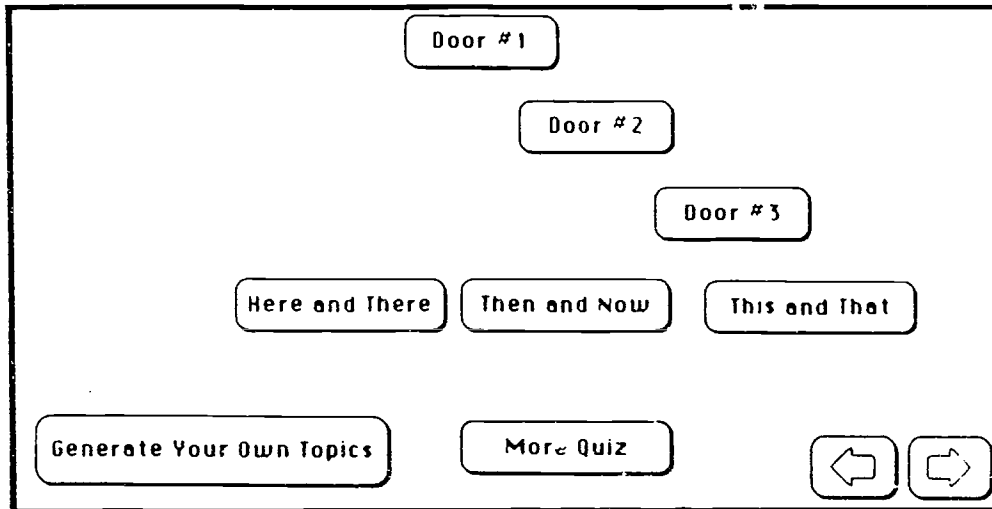 Door #1
Door #2
Door #3
Here and There
Then and Now
This and That
Generate Your Own Topics
More Quiz